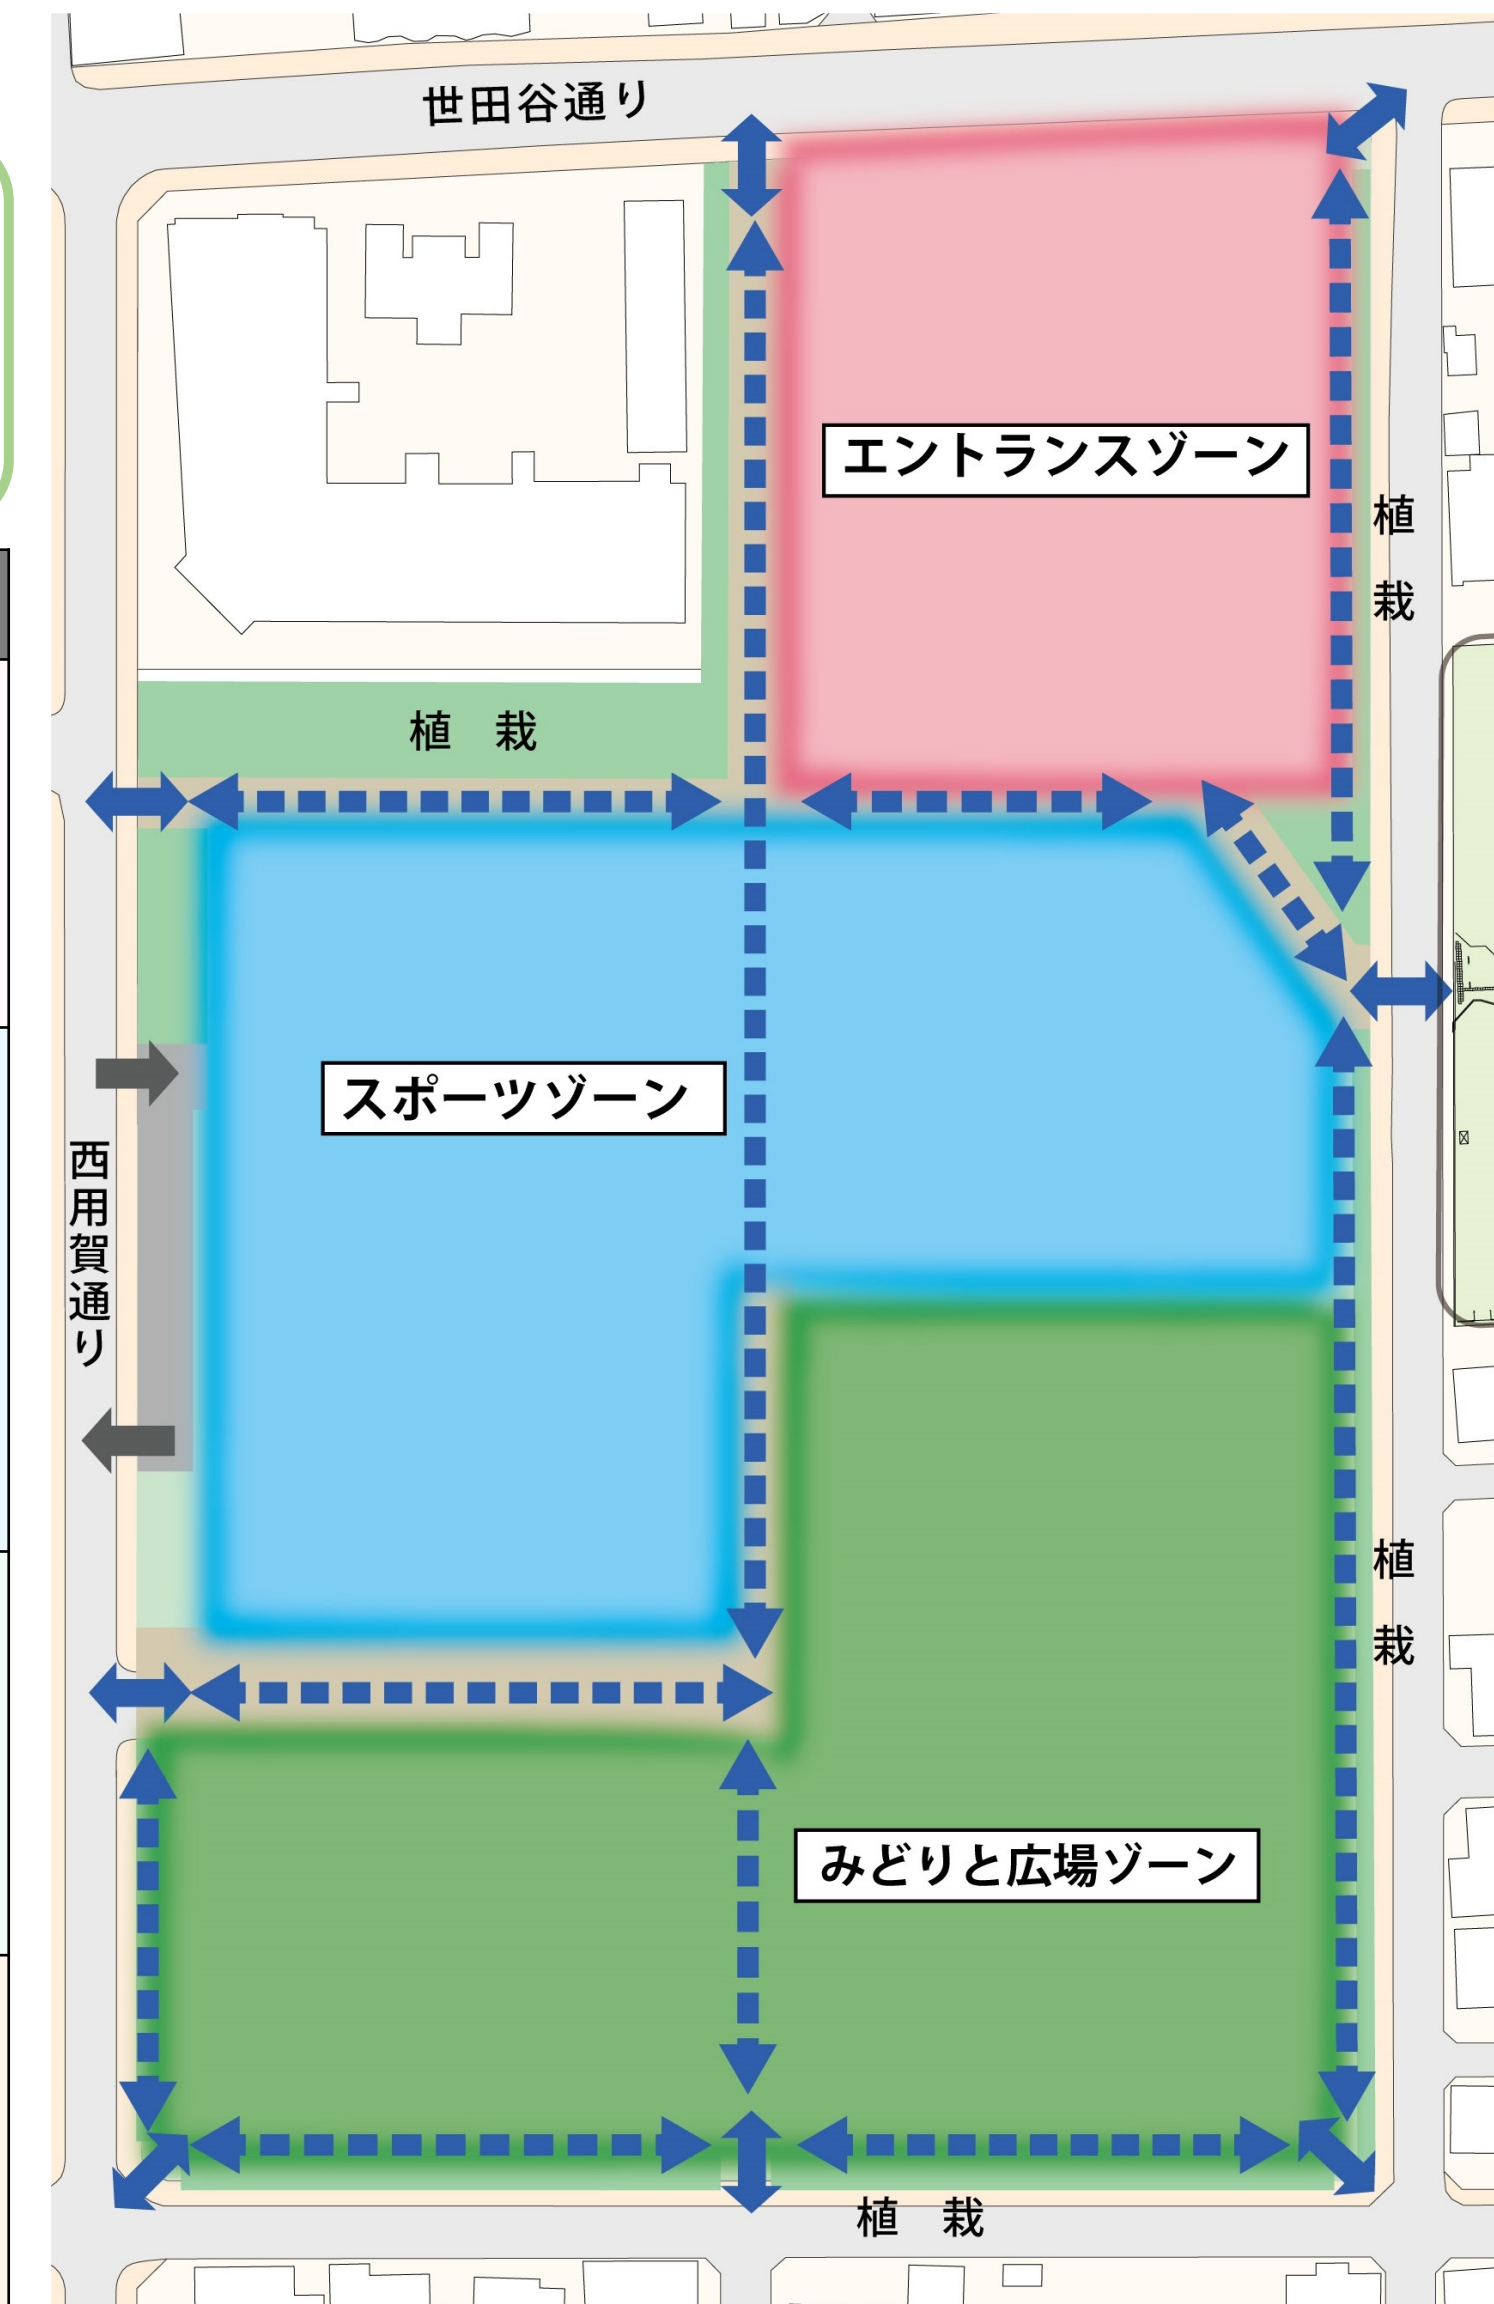 世田谷通り
エントランスゾーン
植栽
植　栽
スポーツゾーン
西用賀通り
植栽
みどりと広場ゾーン
植　栽